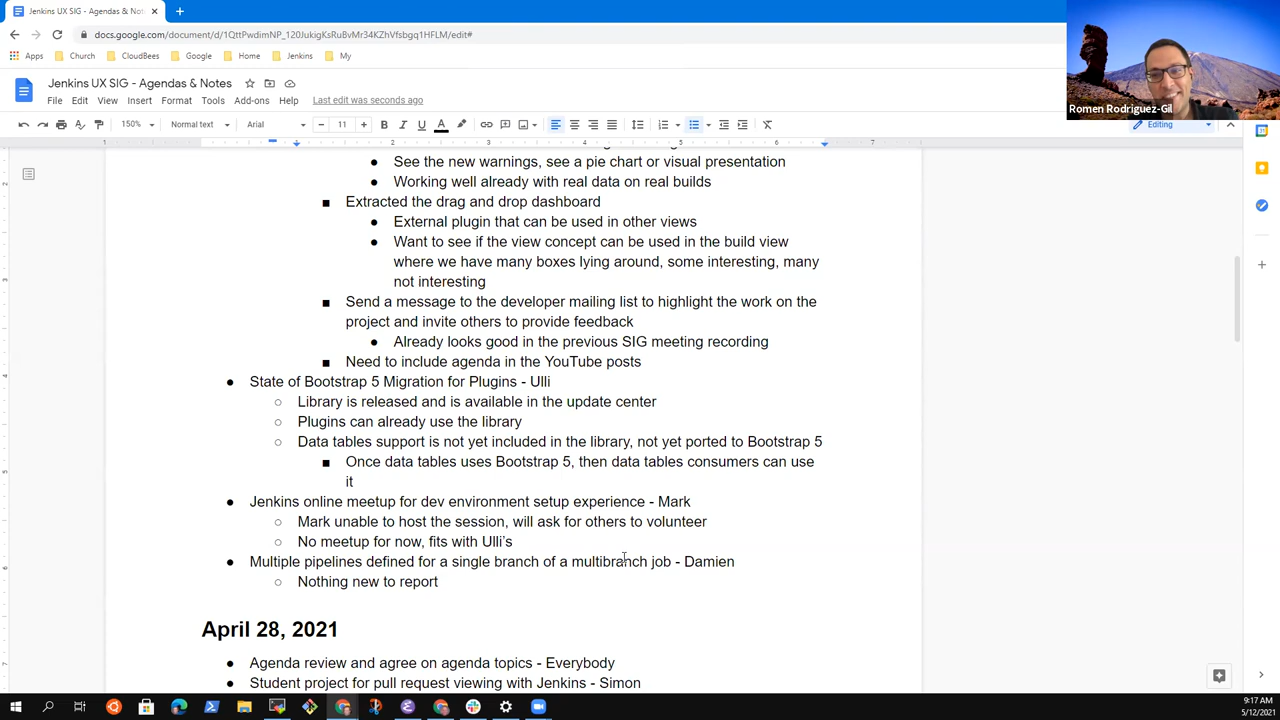 Jenkins UX SIG - Agendas & Notes
docs.google.com/document/d/1QttPwdimNP_120JukigKsRuBvMr34KZhVfsbgq1HFLM/edit#
Apps Church CloudBees Google Home Jenkins My
Jenkins UX SIG - Agendas & Notes
File Edit View Insert Format Tools Add-ons Help Last edit was seconds ago
150% Normal text Arial 11 Editing
Romen Rodriguez-Gil
1 1 2 3 4 5 6 7
See the new warnings, see a pie chart or visual presentation
Working well already with real data on real builds
Extracted the drag and drop dashboard
External plugin that can be used in other views
Want to see if the view concept can be used in the build view
where we have many boxes lying around, some interesting, many
not interesting
Send a message to the developer mailing list to highlight the work on the
project and invite others to provide feedback
Already looks good in the previous SIG meeting recording
Need to include agenda in the YouTube posts
State of Bootstrap 5 Migration for Plugins - Ulli
Library is released and is available in the update center
Plugins can already use the library
Data tables support is not yet included in the library, not yet ported to Bootstrap 5
Once data tables uses Bootstrap 5, then data tables consumers can use
it
Jenkins online meetup for dev environment setup experience - Mark
Mark unable to host the session, will ask for others to volunteer
No meetup for now, fits with Ulli's
Multiple pipelines defined for a single branch of a multibranch job - Damien
Nothing new to report
April 28, 2021
Agenda review and agree on agenda topics - Everybody
Student project for pull request viewing with Jenkins - Simon
9:17 AM
5/12/2021